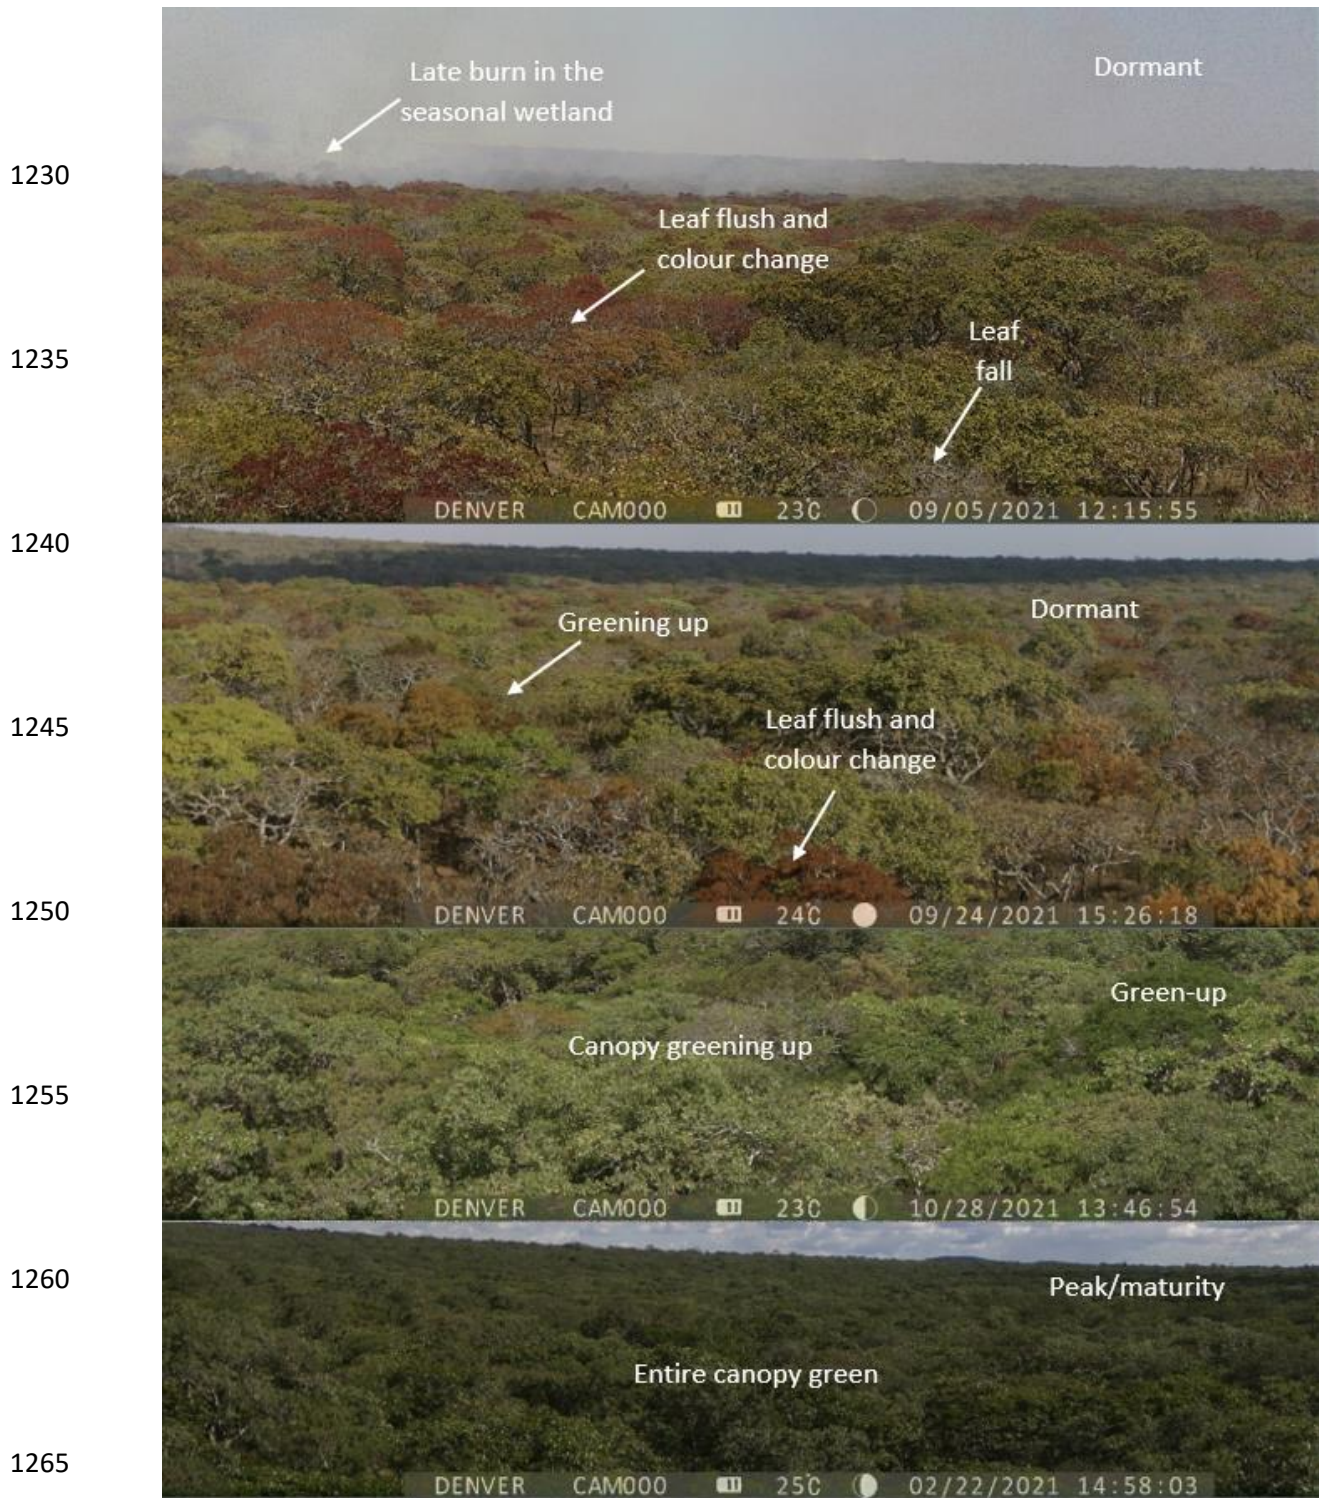 Late burn in the
seasonal wetland
Dormant
1230
Leaf flush and
colour change
1235
Leaf
fall
DENVER CAM000 23C 09/05/2021 12:15:55
1240
Greening up
Dormant
1245
Leaf flush and
colour change
1250
DENVER CAM000 24C 09/24/2021 15:26:18
Green-up
Canopy greening up
1255
DENVER CAM000 23C 10/28/2021 13:46:54
1260
Peak/maturity
Entire canopy green
1265
DENVER CAM000 25C 02/22/2021 14:58:03